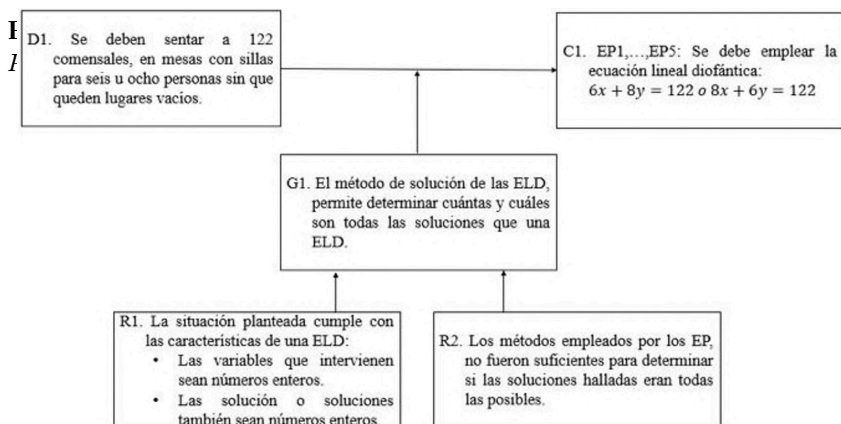 D1. Se deben sentar a 122
comensales, en mesas con sillas
para seis u ocho personas sin que
queden lugares vacíos.
C1. EP1,...,EP5: Se debe emplear la
ecuación lineal diofántica:
6x + 8y = 122 o 8x + 6y = 122
G1. El método de solución de las ELD,
permite determinar cuántas y cuáles
son todas las soluciones que una
ELD.
R1. La situación planteada cumple con
las características de una ELD:
• Las variables que intervienen
sean números enteros.
• Las solución o soluciones
también sean números enteros
R2. Los métodos empleados por los EP,
no fueron suficientes para determinar
si las soluciones halladas eran todas
las posibles.